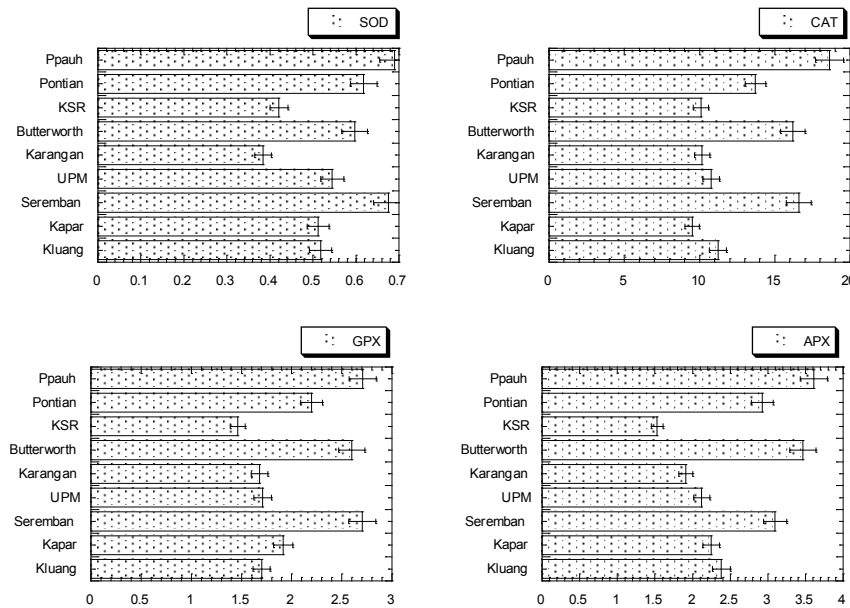 SOD
Ppauh
Pontian
KSR
Butterworth
Karangan
UPM
Seremban
Kapar
Kluang
0 0.1 0.2 0.3 0.4 0.5 0.6 0.7
CAT
Ppauh
Pontian
KSR
Butterworth
Karangan
UPM
Seremban
Kapar
Kluang
0 5 10 15 20
GPX
Ppauh
Pontian
KSR
Butterworth
Karangan
UPM
Seremban
Kapar
Kluang
0 0.5 1 1.5 2 2.5 3
APX
Ppauh
Pontian
KSR
Butterworth
Karangan
UPM
Seremban
Kapar
Kluang
0 0.5 1 1.5 2 2.5 3 3.5 4